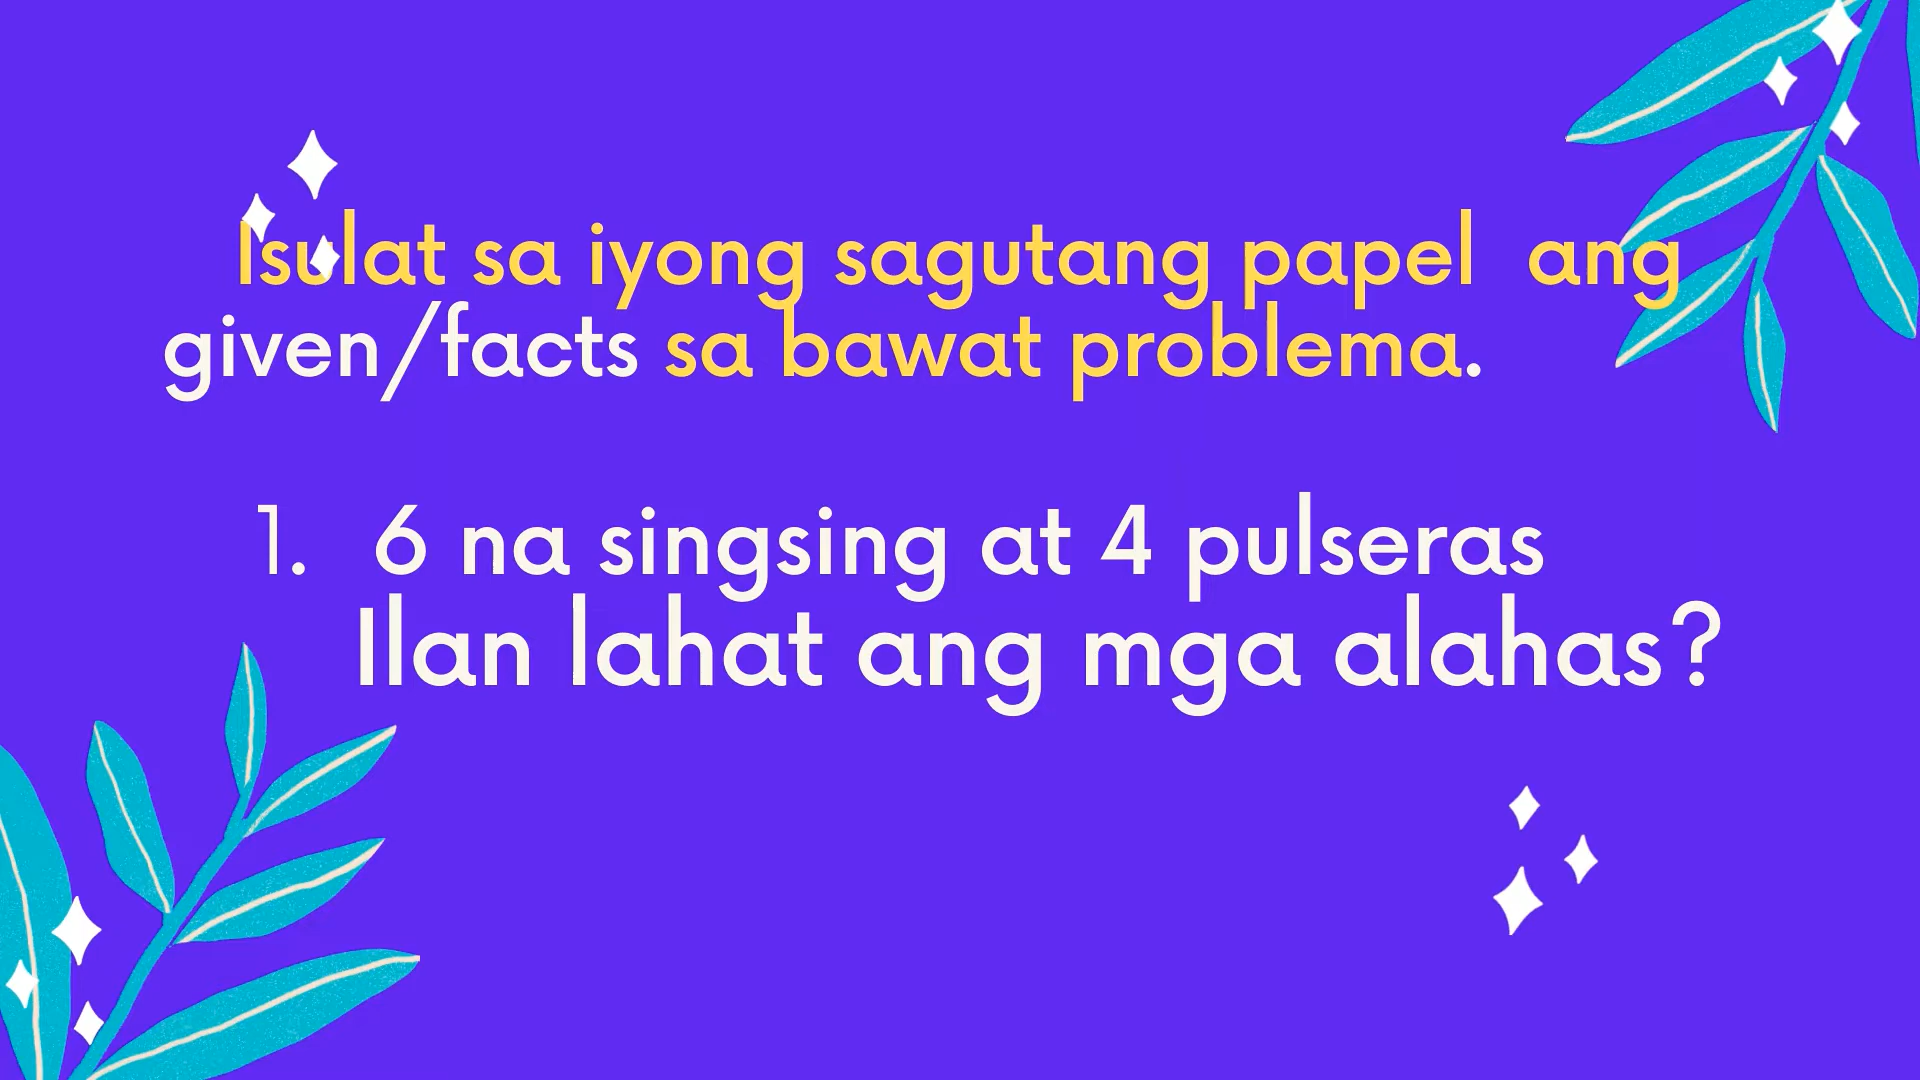 Isulat sa iyong sagutang papel ang
given/facts sa bawat problema.
1. 6 na singsing at 4 pulseras
Ilan lahat ang mga alahas?